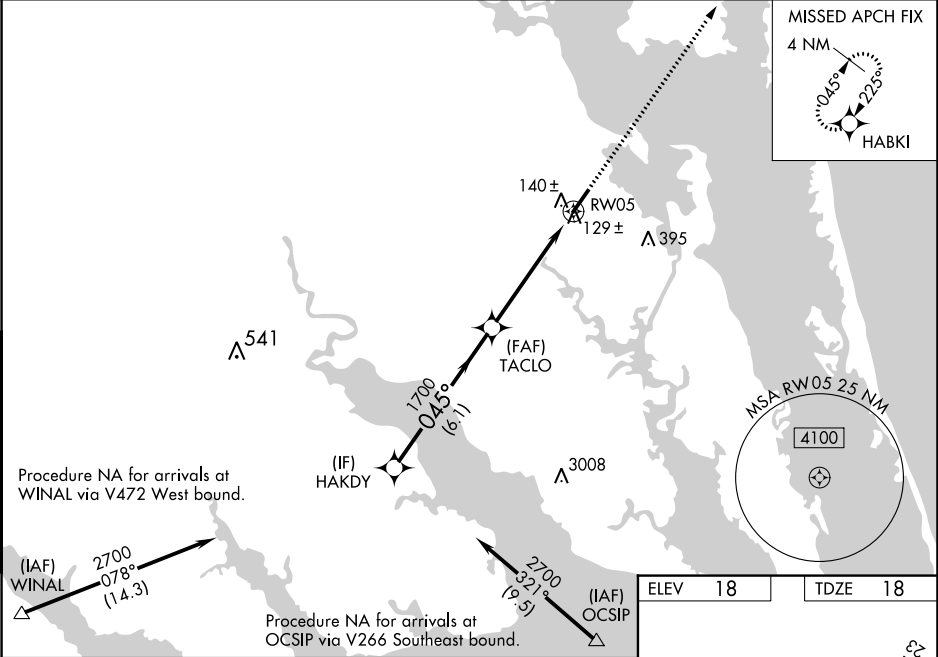 MISSED APCH FIX
4 NM
045°
225°
HABKI
140±
RW05
129±
395
541
(FAF)
TACLO
1700
045°
(6.1)
MSA RW05 25 NM
4100
(IF)
HAKDY
3008
Procedure NA for arrivals at
WINAL via V472 West bound.
(IAF)
WINAL
2700
078°
(14.3)
2700
321°
(9.5)
(IAF)
OCSIP
Procedure NA for arrivals at
OCSIP via V266 Southeast bound.
ELEV 18
TDZE 18
23